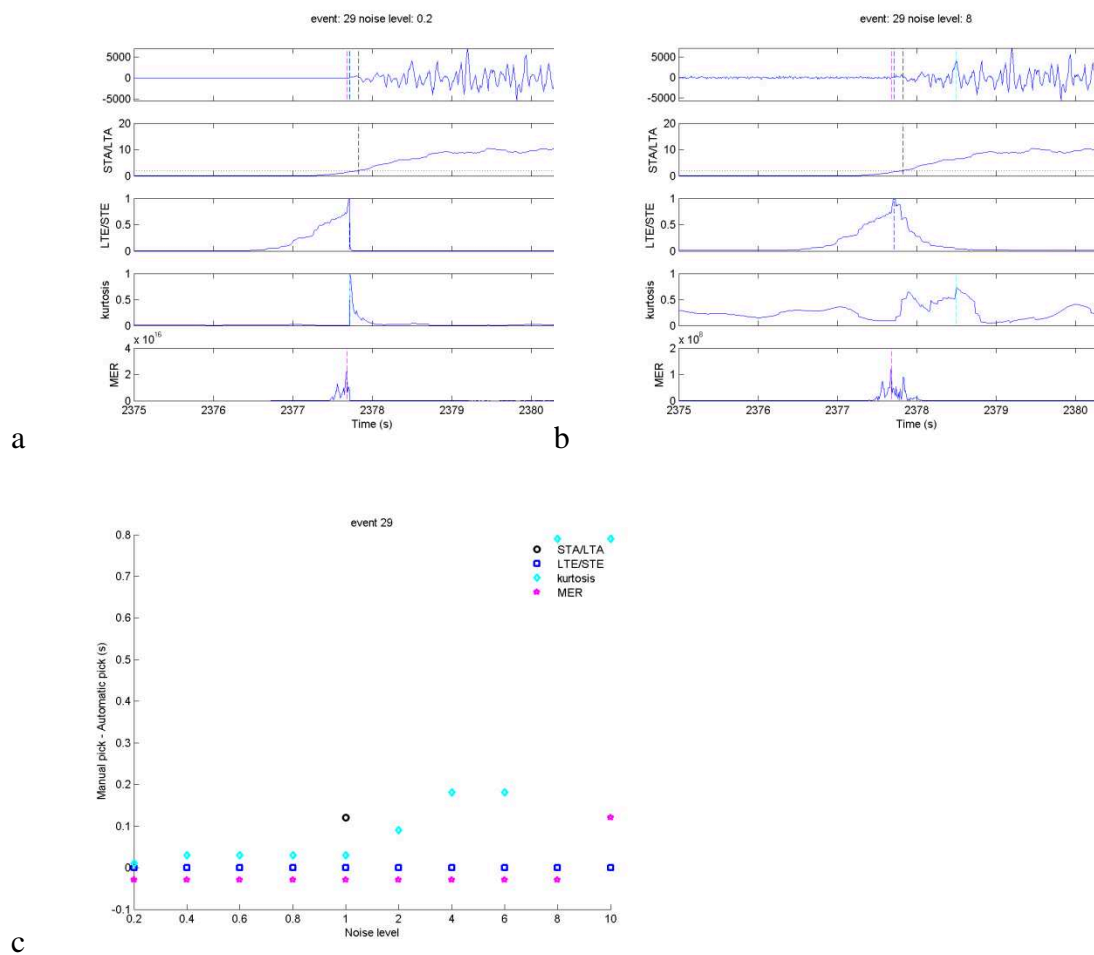 event: 29 noise level: 0.2
5000
0
-5000
STA/LTA
20
10
0
LTE/STE
1
0.5
0
kurtosis
1
0.5
0
x 10^16
MER
4
2
0
2375 2376 2377 2378 2379 2380
Time (s)
a
event: 29 noise level: 8
5000
0
-5000
STA/LTA
20
10
0
LTE/STE
1
0.5
0
kurtosis
1
0.5
0
x 10^8
MER
2
1
0
2375 2376 2377 2378 2379 2380
Time (s)
b
event 29
STA/LTA
LTE/STE
kurtosis
MER
Manual pick - Automatic pick (s)
0.8
0.7
0.6
0.5
0.4
0.3
0.2
0.1
0
-0.1
0.2 0.4 0.6 0.8 1 2 4 6 8 10
Noise level
c